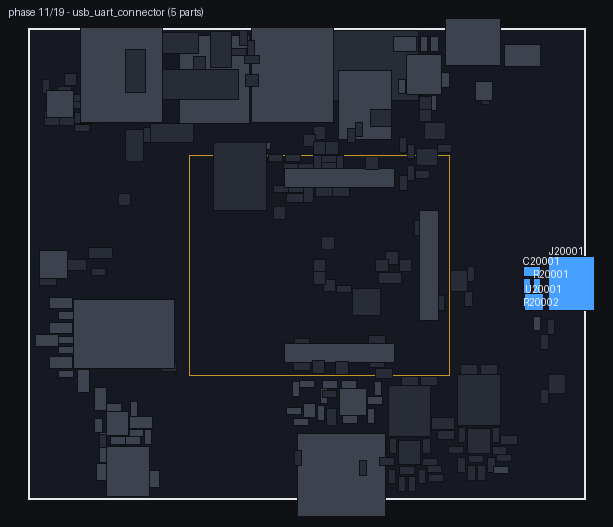 phase 11/19 - usb_uart_connector (5 parts)
J20001
C20001
R20001
U20001
R20002